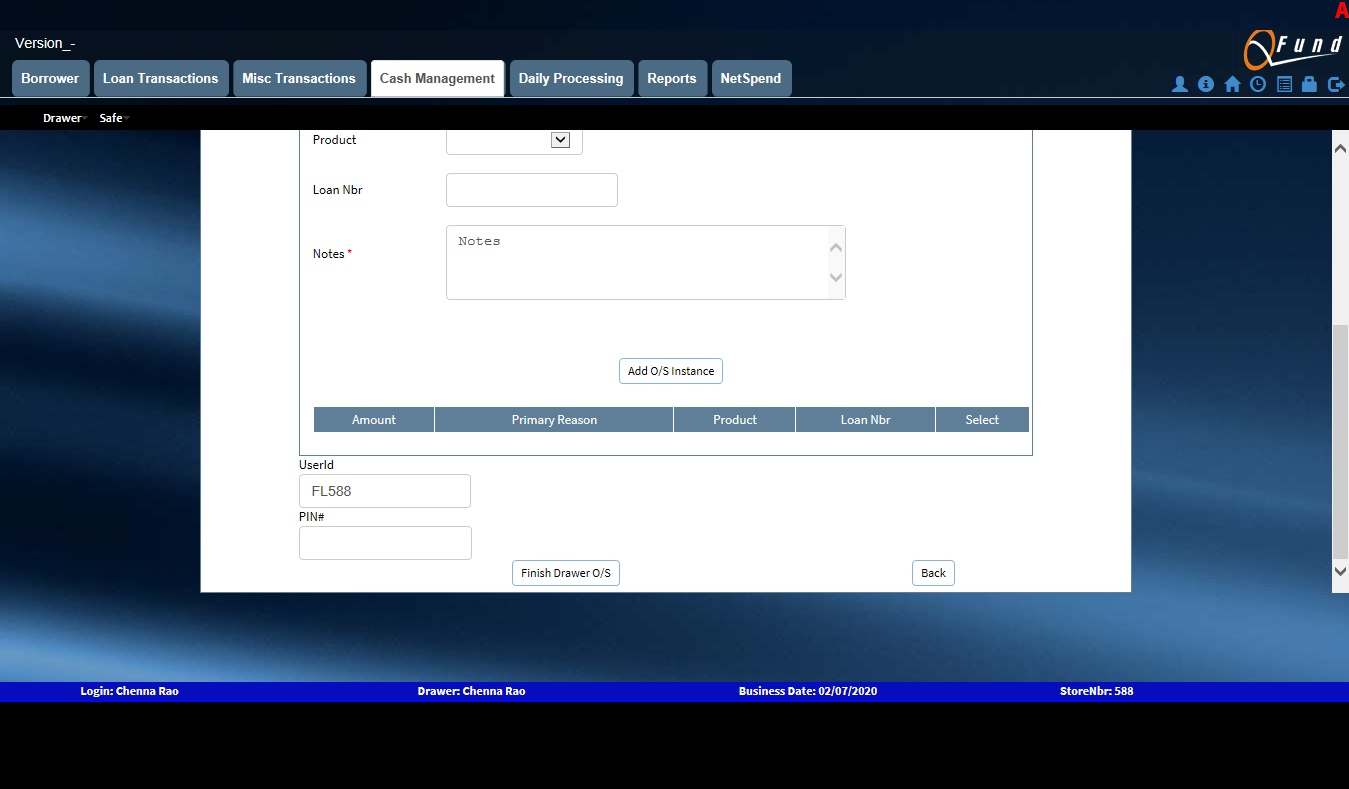 A
Version_-
QFund
Borrower Loan Transactions Misc Transactions Cash Management Daily Processing Reports NetSpend
Drawer Safe
Product
Loan Nbr
Notes *
Notes
Add O/S Instance
Amount Primary Reason Product Loan Nbr Select
UserId
FL588
PIN#
Finish Drawer O/S Back
Login: Chenna Rao Drawer: Chenna Rao Business Date: 02/07/2020 StoreNbr: 588